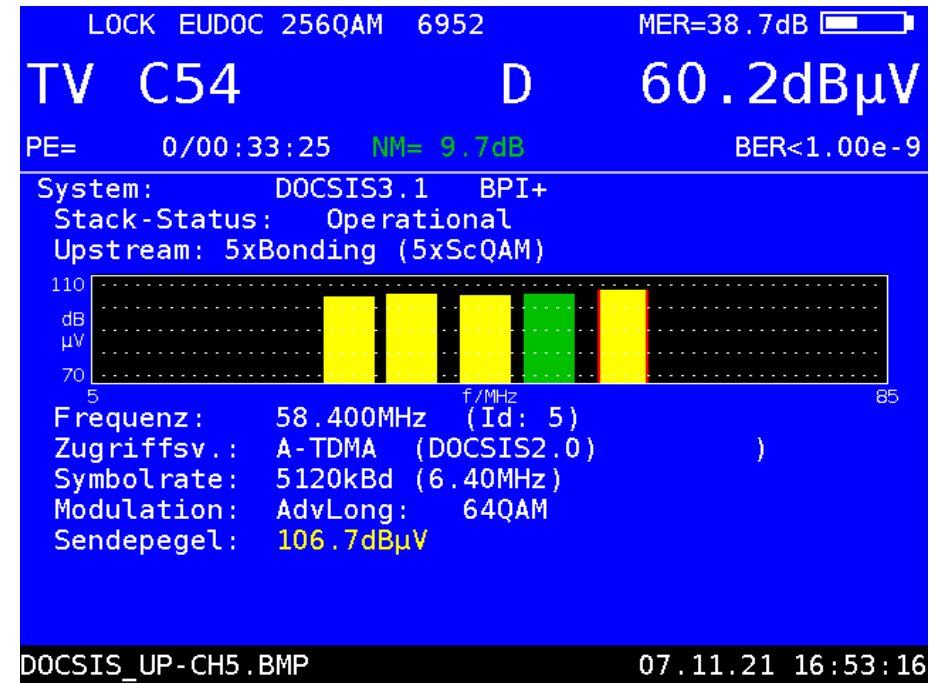 LOCK EUDOC 256QAM 6952 MER=38.7dB
TV C54 D 60.2dBµV
PE= 0/00:33:25 NM= 9.7dB BER<1.00e-9
System: DOCSIS3.1 BPI+
Stack-Status: Operational
Upstream: 5xBonding (5xScQAM)
110
dB
µV
70
5 f/MHz 85
Frequenz: 58.400MHz (Id: 5)
Zugriffsv.: A-TDMA (DOCSIS2.0) )
Symbolrate: 5120kBd (6.40MHz)
Modulation: AdvLong: 64QAM
Sendepegel: 106.7dBµV
DOCSIS_UP-CH5.BMP 07.11.21 16:53:16